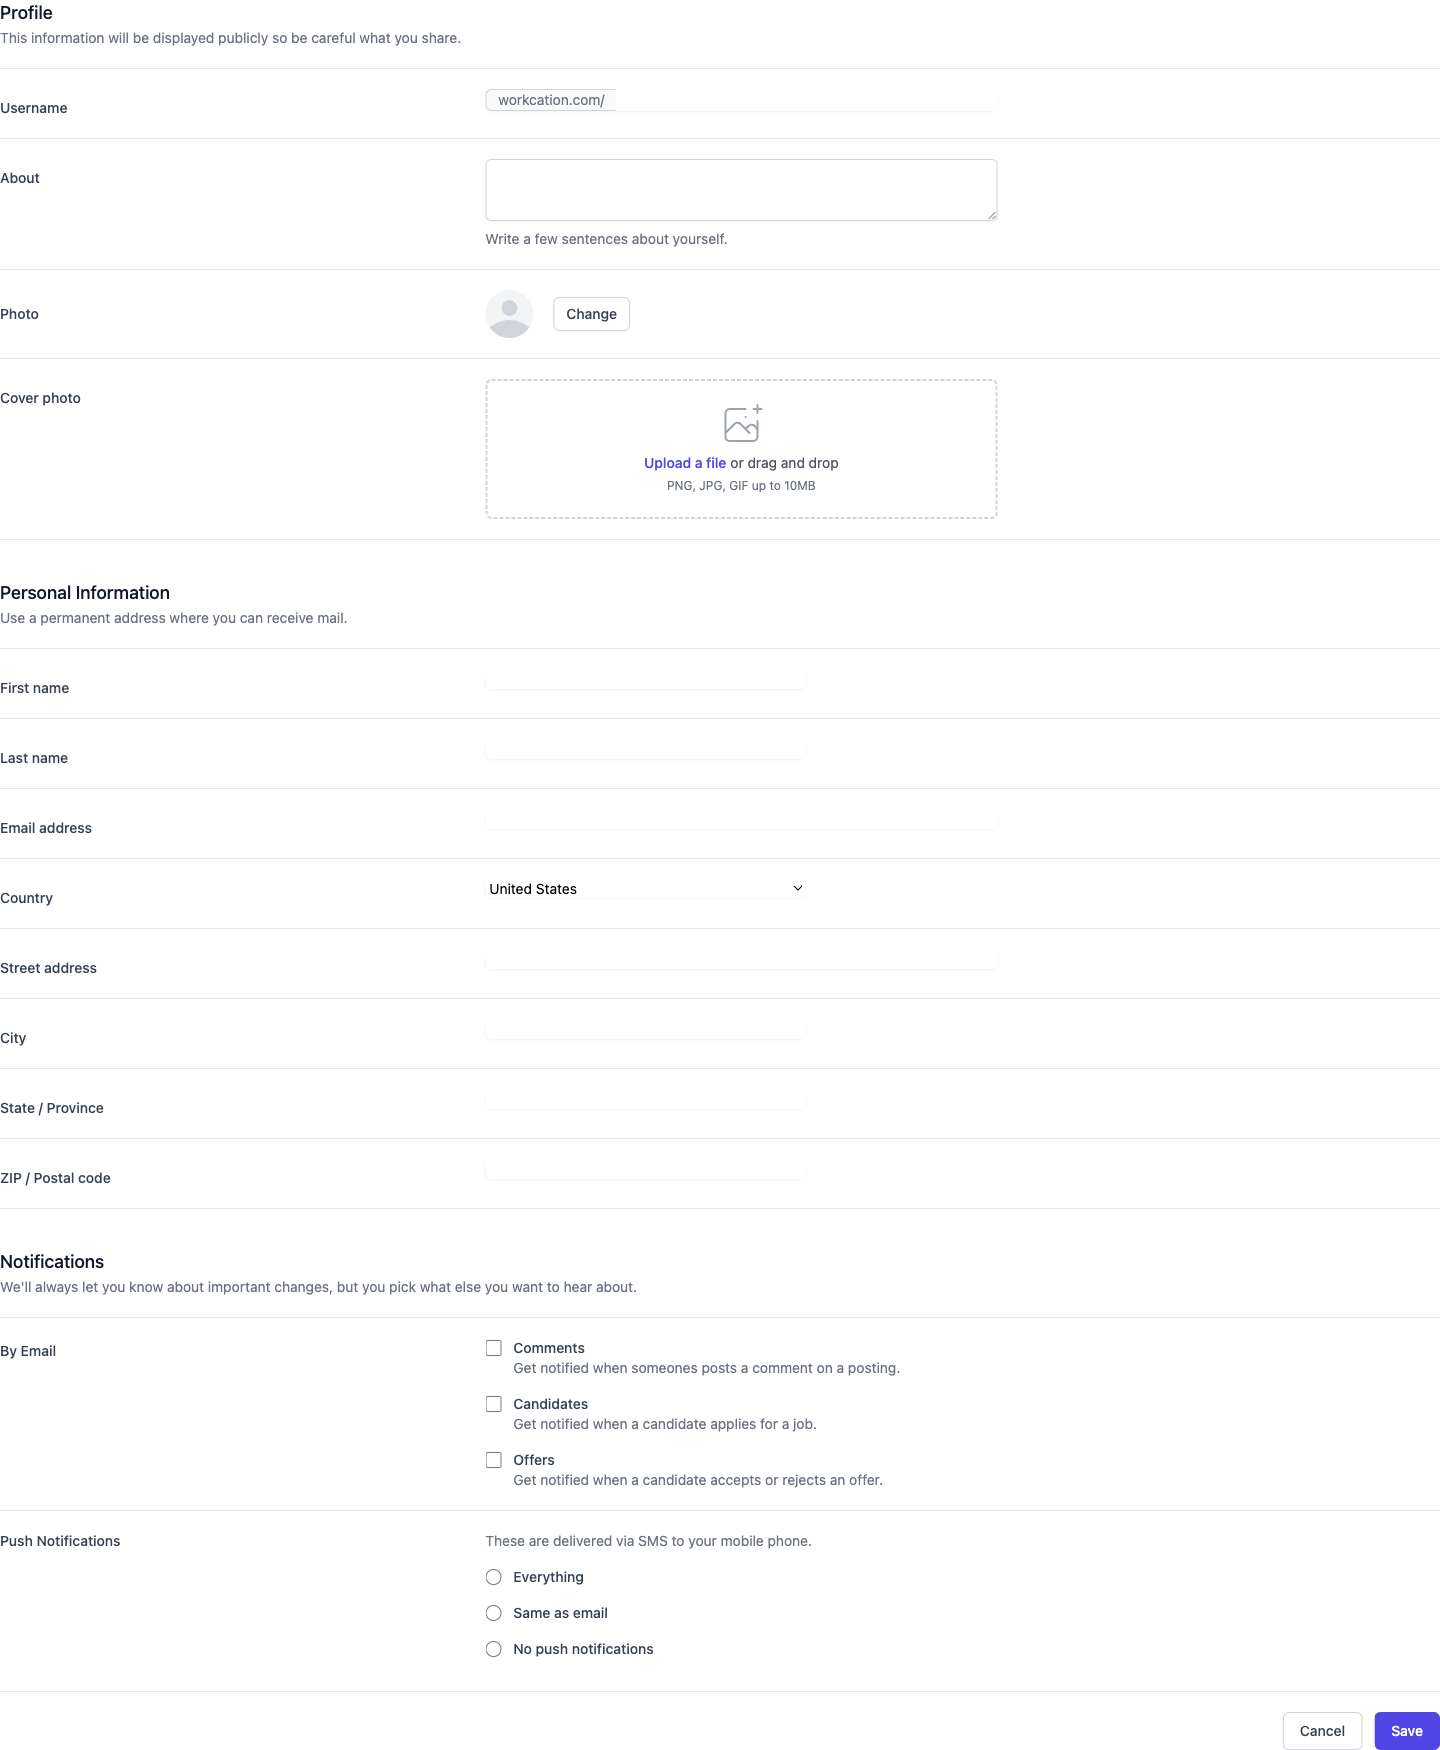 Profile
This information will be displayed publicly so be careful what you share.
Username
workcation.com/
About
Write a few sentences about yourself.
Photo
Change
Cover photo
Upload a file or drag and drop
PNG, JPG, GIF up to 10MB
Personal Information
Use a permanent address where you can receive mail.
First name
Last name
Email address
Country
United States
Street address
City
State / Province
ZIP / Postal code
Notifications
We'll always let you know about important changes, but you pick what else you want to hear about.
By Email
Comments
Get notified when someones posts a comment on a posting.
Candidates
Get notified when a candidate applies for a job.
Offers
Get notified when a candidate accepts or rejects an offer.
Push Notifications
These are delivered via SMS to your mobile phone.
Everything
Same as email
No push notifications
Cancel
Save